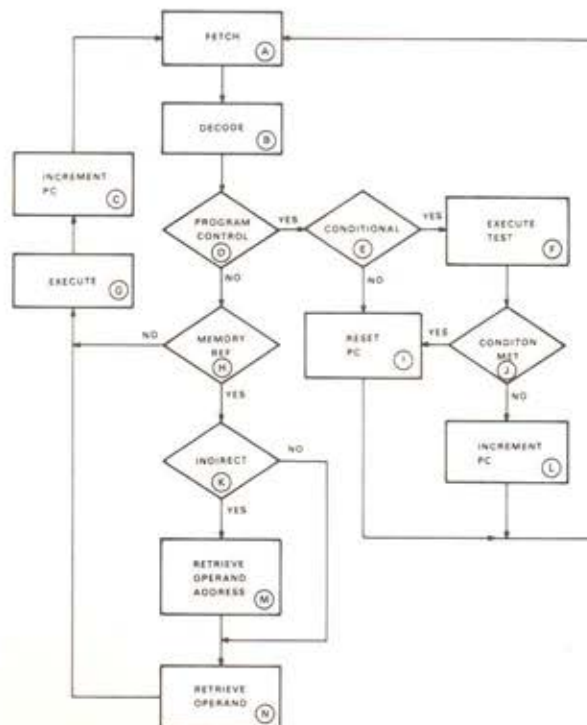 FETCH
A
DECODE
B
INCREMENT
PC
C
PROGRAM
CONTROL
D
YES
CONDITIONAL
E
YES
EXECUTE
TEST
F
EXECUTE
G
NO
NO
NO
MEMORY
REF
H
RESET
PC
I
YES
CONDITON
MET
J
YES
NO
INDIRECT
K
NO
INCREMENT
PC
L
YES
RETRIEVE
OPERAND
ADDRESS
M
RETRIEVE
OPERAND
N